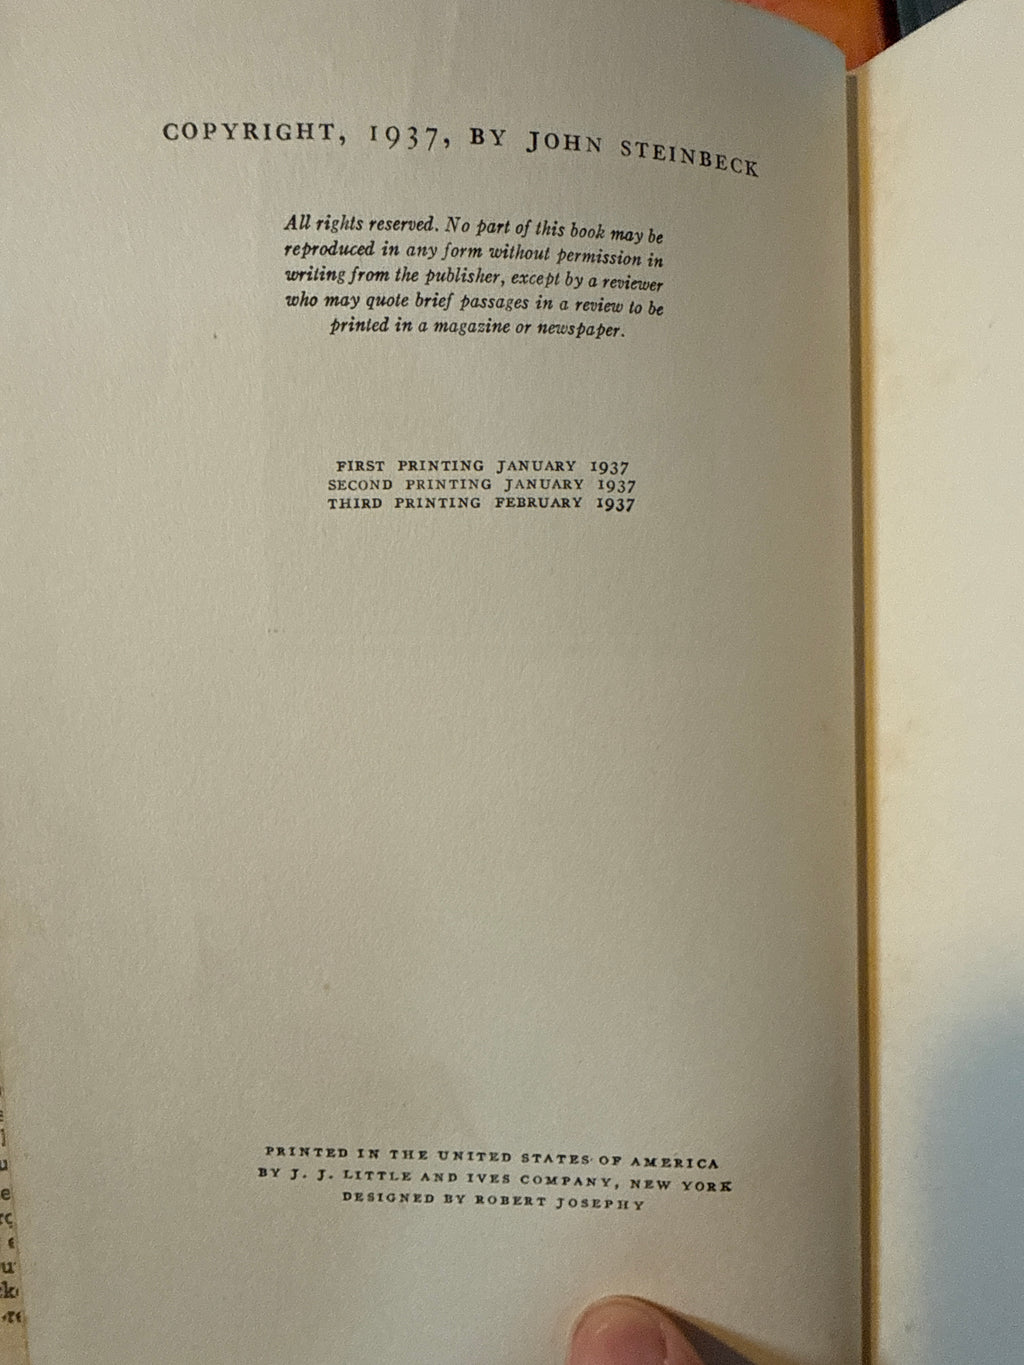 COPYRIGHT, 1937, BY JOHN STEINBECK
All rights reserved. No part of this book may be
reproduced in any form without permission in
writing from the publisher, except by a reviewer
who may quote brief passages in a review to be
printed in a magazine or newspaper.
FIRST PRINTING JANUARY 1937
SECOND PRINTING JANUARY 1937
THIRD PRINTING FEBRUARY 1937
PRINTED IN THE UNITED STATES OF AMERICA
BY J. J. LITTLE AND IVES COMPANY, NEW YORK
DESIGNED BY ROBERT JOSEPHY